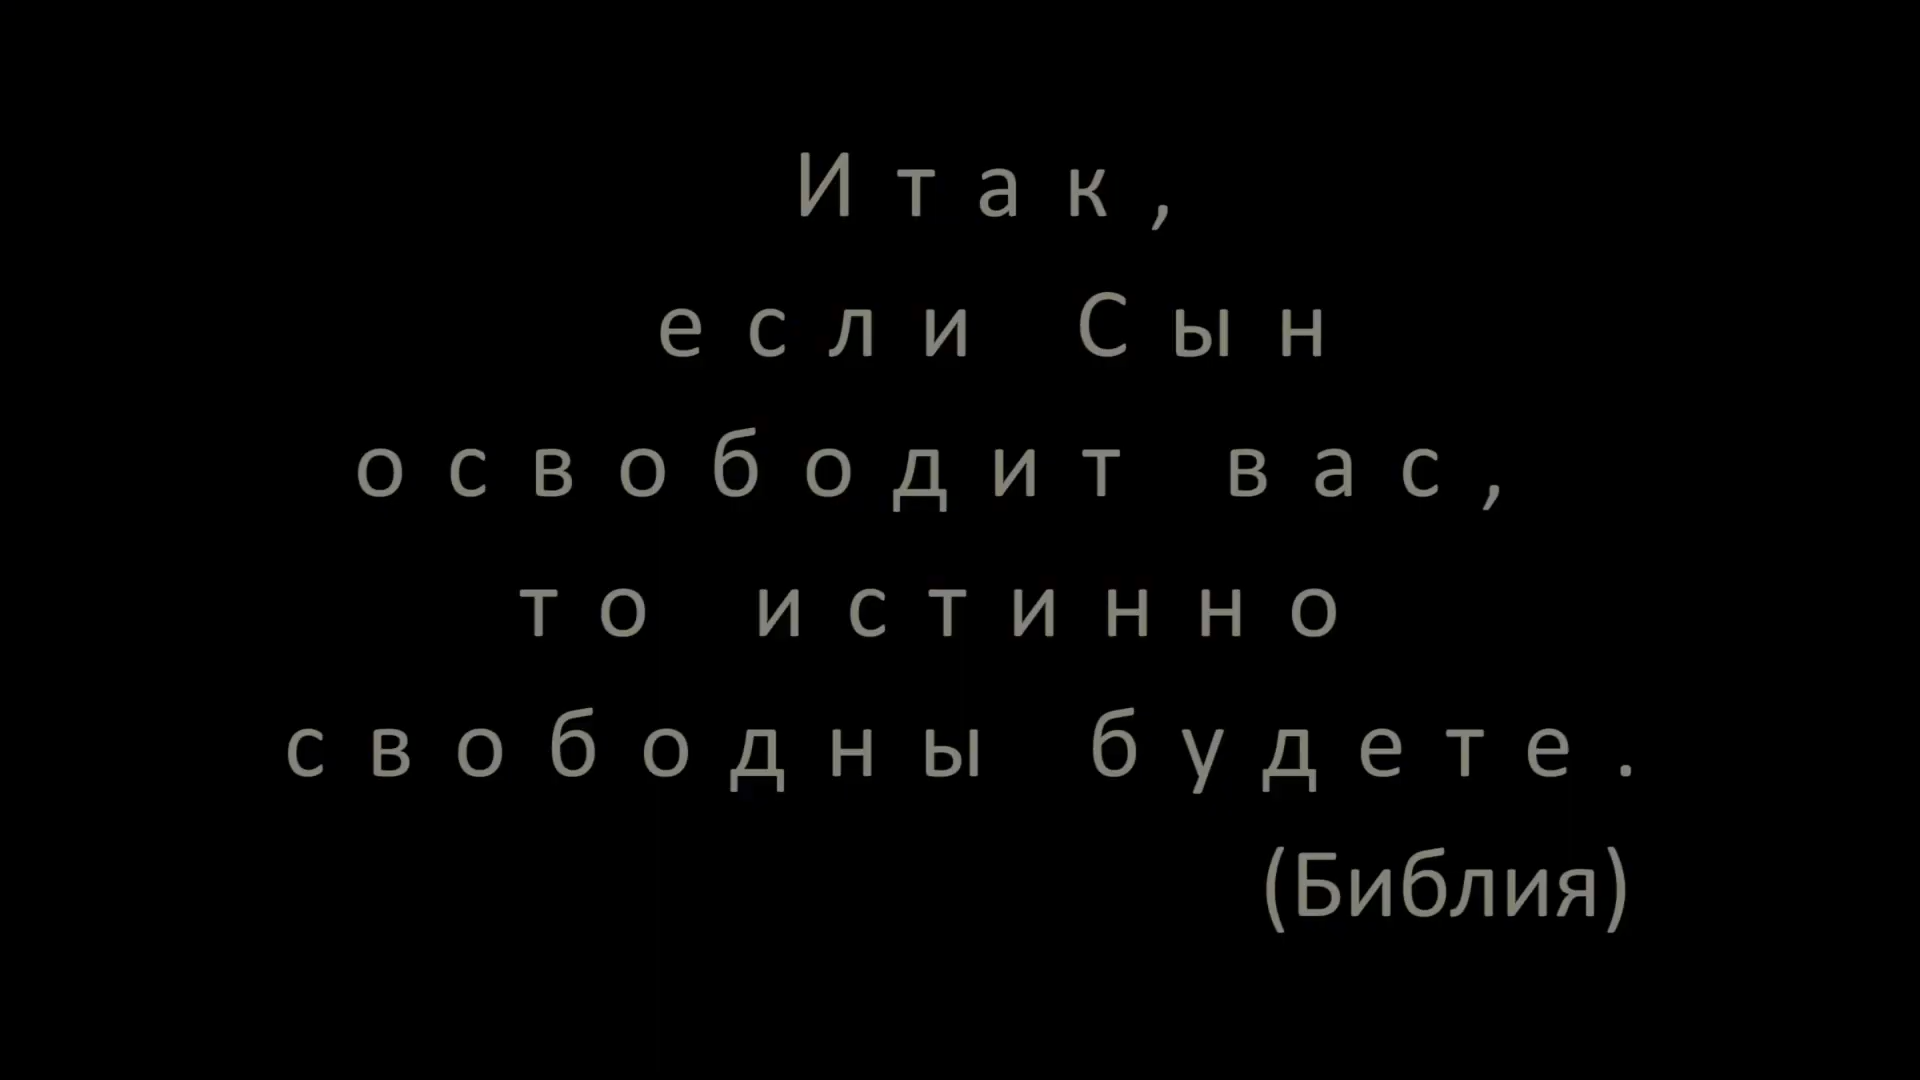 Итак,
если Сын
освободит вас,
то истинно
свободны будете.
(Библия)